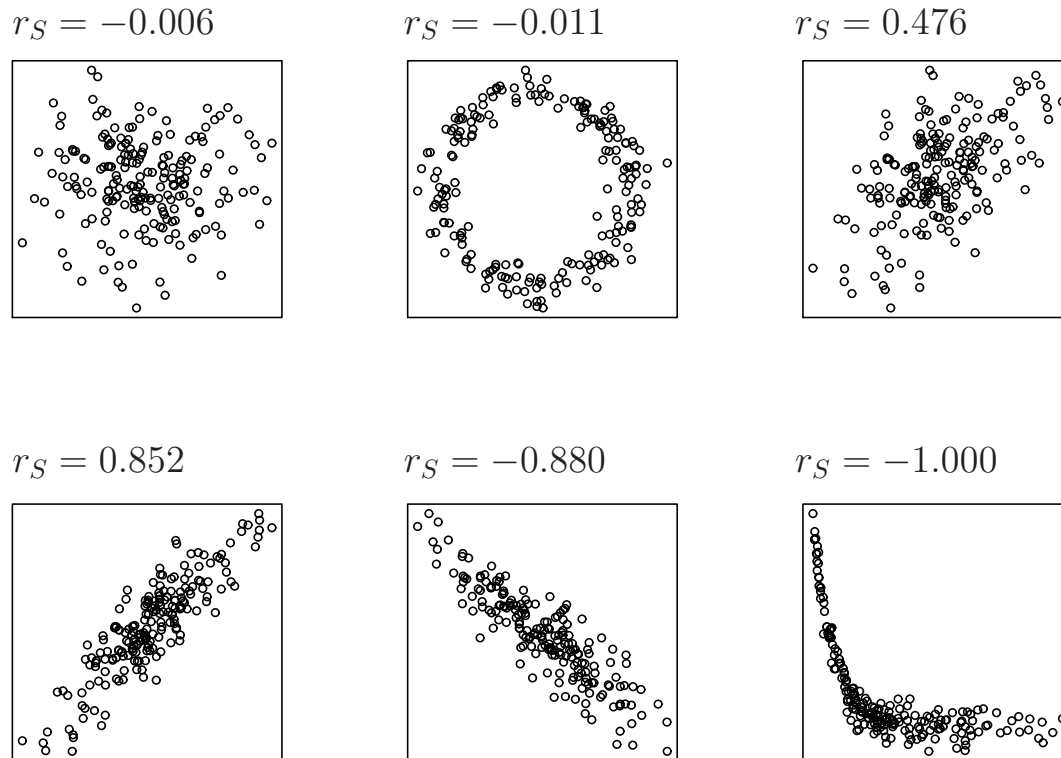 r_S = −0.006
r_S = −0.011
r_S = 0.476
r_S = 0.852
r_S = −0.880
r_S = −1.000